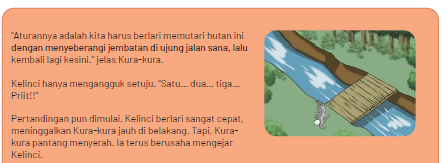 “Aturannya adalah kita harus berlari memutari hutan ini
dengan menyeberangi jembatan di ujung jalan sana, lalu
kembali lagi kesini.” jelas Kura-kura.
Kelinci hanya mengangguk setuju. “Satu... dua... tiga...
Priit!!”
Pertandingan pun dimulai. Kelinci berlari sangat cepat,
meninggalkan Kura-kura jauh di belakang. Tapi, Kura-
kura pantang menyerah. Ia terus berusaha mengejar
Kelinci.